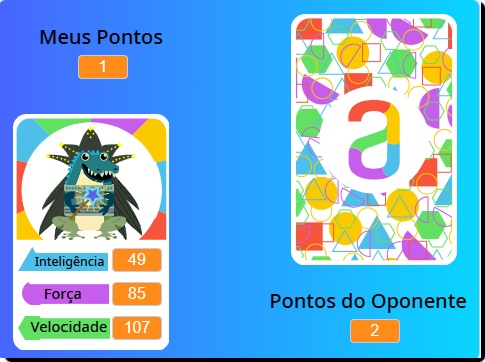 Meus Pontos
1
Inteligência 49
Força 85
Velocidade 107
a
Pontos do Oponente
2